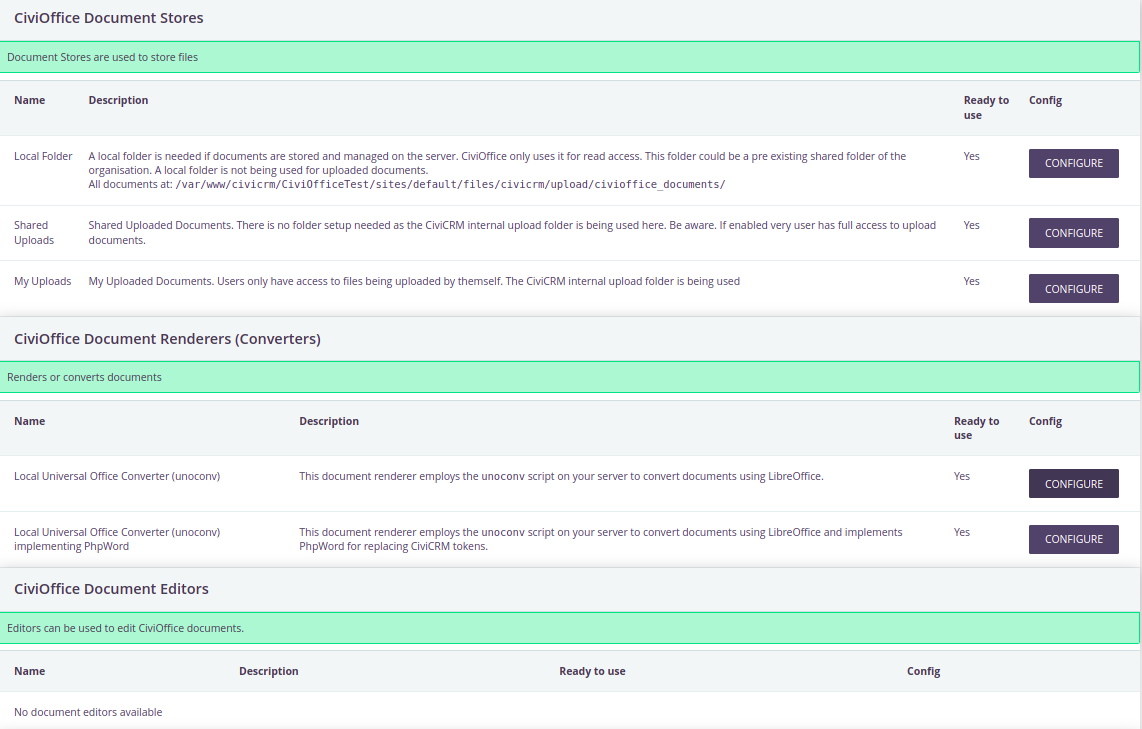 CiviOffice Document Stores
Document Stores are used to store files
Name Description Ready to use Config
Local Folder A local folder is needed if documents are stored and managed on the server. CiviOffice only uses it for read access. This folder could be a pre existing shared folder of the Yes CONFIGURE
organisation. A local folder is not being used for uploaded documents.
All documents at: /var/www/civicrm/CiviOfficeTest/sites/default/files/civicrm/upload/civioffice_documents/
Shared Uploads Shared Uploaded Documents. There is no folder setup needed as the CiviCRM internal upload folder is being used here. Be aware. If enabled very user has full access to upload Yes CONFIGURE
documents.
My Uploads My Uploaded Documents. Users only have access to files being uploaded by themself. The CiviCRM internal upload folder is being used Yes CONFIGURE
CiviOffice Document Renderers (Converters)
Renders or converts documents
Name Description Ready to use Config
Local Universal Office Converter (unoconv) This document renderer employs the unoconv script on your server to convert documents using LibreOffice. Yes CONFIGURE
Local Universal Office Converter (unoconv) This document renderer employs the unoconv script on your server to convert documents using LibreOffice and implements Yes CONFIGURE
implementing PhpWord PhpWord for replacing CiviCRM tokens.
CiviOffice Document Editors
Editors can be used to edit CiviOffice documents.
Name Description Ready to use Config
No document editors available